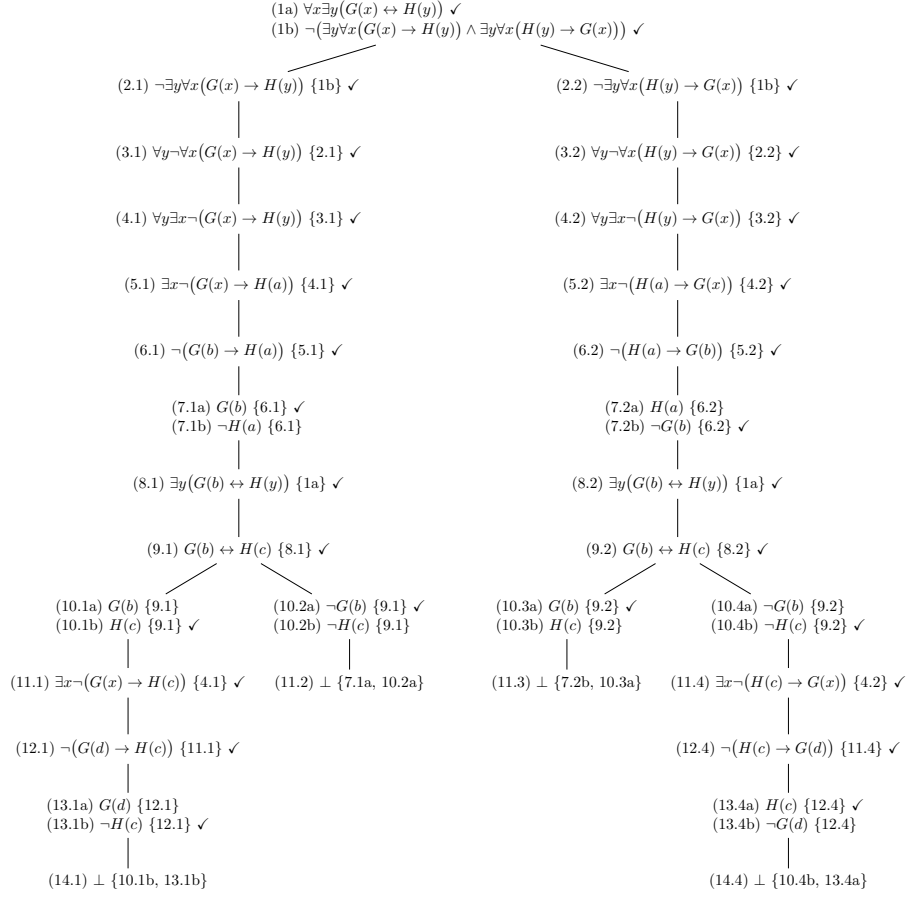 (1a) ∀x∃y(G(x) ↔ H(y)) ✓
(1b) ¬(∃y∀x(G(x) → H(y)) ∧ ∃y∀x(H(y) → G(x))) ✓
(2.1) ¬∃y∀x(G(x) → H(y)) {1b} ✓
(2.2) ¬∃y∀x(H(y) → G(x)) {1b} ✓
(3.1) ∀y¬∀x(G(x) → H(y)) {2.1} ✓
(3.2) ∀y¬∀x(H(y) → G(x)) {2.2} ✓
(4.1) ∀y∃x¬(G(x) → H(y)) {3.1} ✓
(4.2) ∀y∃x¬(H(y) → G(x)) {3.2} ✓
(5.1) ∃x¬(G(x) → H(a)) {4.1} ✓
(5.2) ∃x¬(H(a) → G(x)) {4.2} ✓
(6.1) ¬(G(b) → H(a)) {5.1} ✓
(6.2) ¬(H(a) → G(b)) {5.2} ✓
(7.1a) G(b) {6.1} ✓
(7.1b) ¬H(a) {6.1}
(7.2a) H(a) {6.2}
(7.2b) ¬G(b) {6.2} ✓
(8.1) ∃y(G(b) ↔ H(y)) {1a} ✓
(8.2) ∃y(G(b) ↔ H(y)) {1a} ✓
(9.1) G(b) ↔ H(c) {8.1} ✓
(9.2) G(b) ↔ H(c) {8.2} ✓
(10.1a) G(b) {9.1}
(10.1b) H(c) {9.1} ✓
(10.2a) ¬G(b) {9.1} ✓
(10.2b) ¬H(c) {9.1}
(10.3a) G(b) {9.2} ✓
(10.3b) H(c) {9.2}
(10.4a) ¬G(b) {9.2}
(10.4b) ¬H(c) {9.2} ✓
(11.1) ∃x¬(G(x) → H(c)) {4.1} ✓
(11.2) ⊥ {7.1a, 10.2a}
(11.3) ⊥ {7.2b, 10.3a}
(11.4) ∃x¬(H(c) → G(x)) {4.2} ✓
(12.1) ¬(G(d) → H(c)) {11.1} ✓
(12.4) ¬(H(c) → G(d)) {11.4} ✓
(13.1a) G(d) {12.1}
(13.1b) ¬H(c) {12.1} ✓
(13.4a) H(c) {12.4} ✓
(13.4b) ¬G(d) {12.4}
(14.1) ⊥ {10.1b, 13.1b}
(14.4) ⊥ {10.4b, 13.4a}